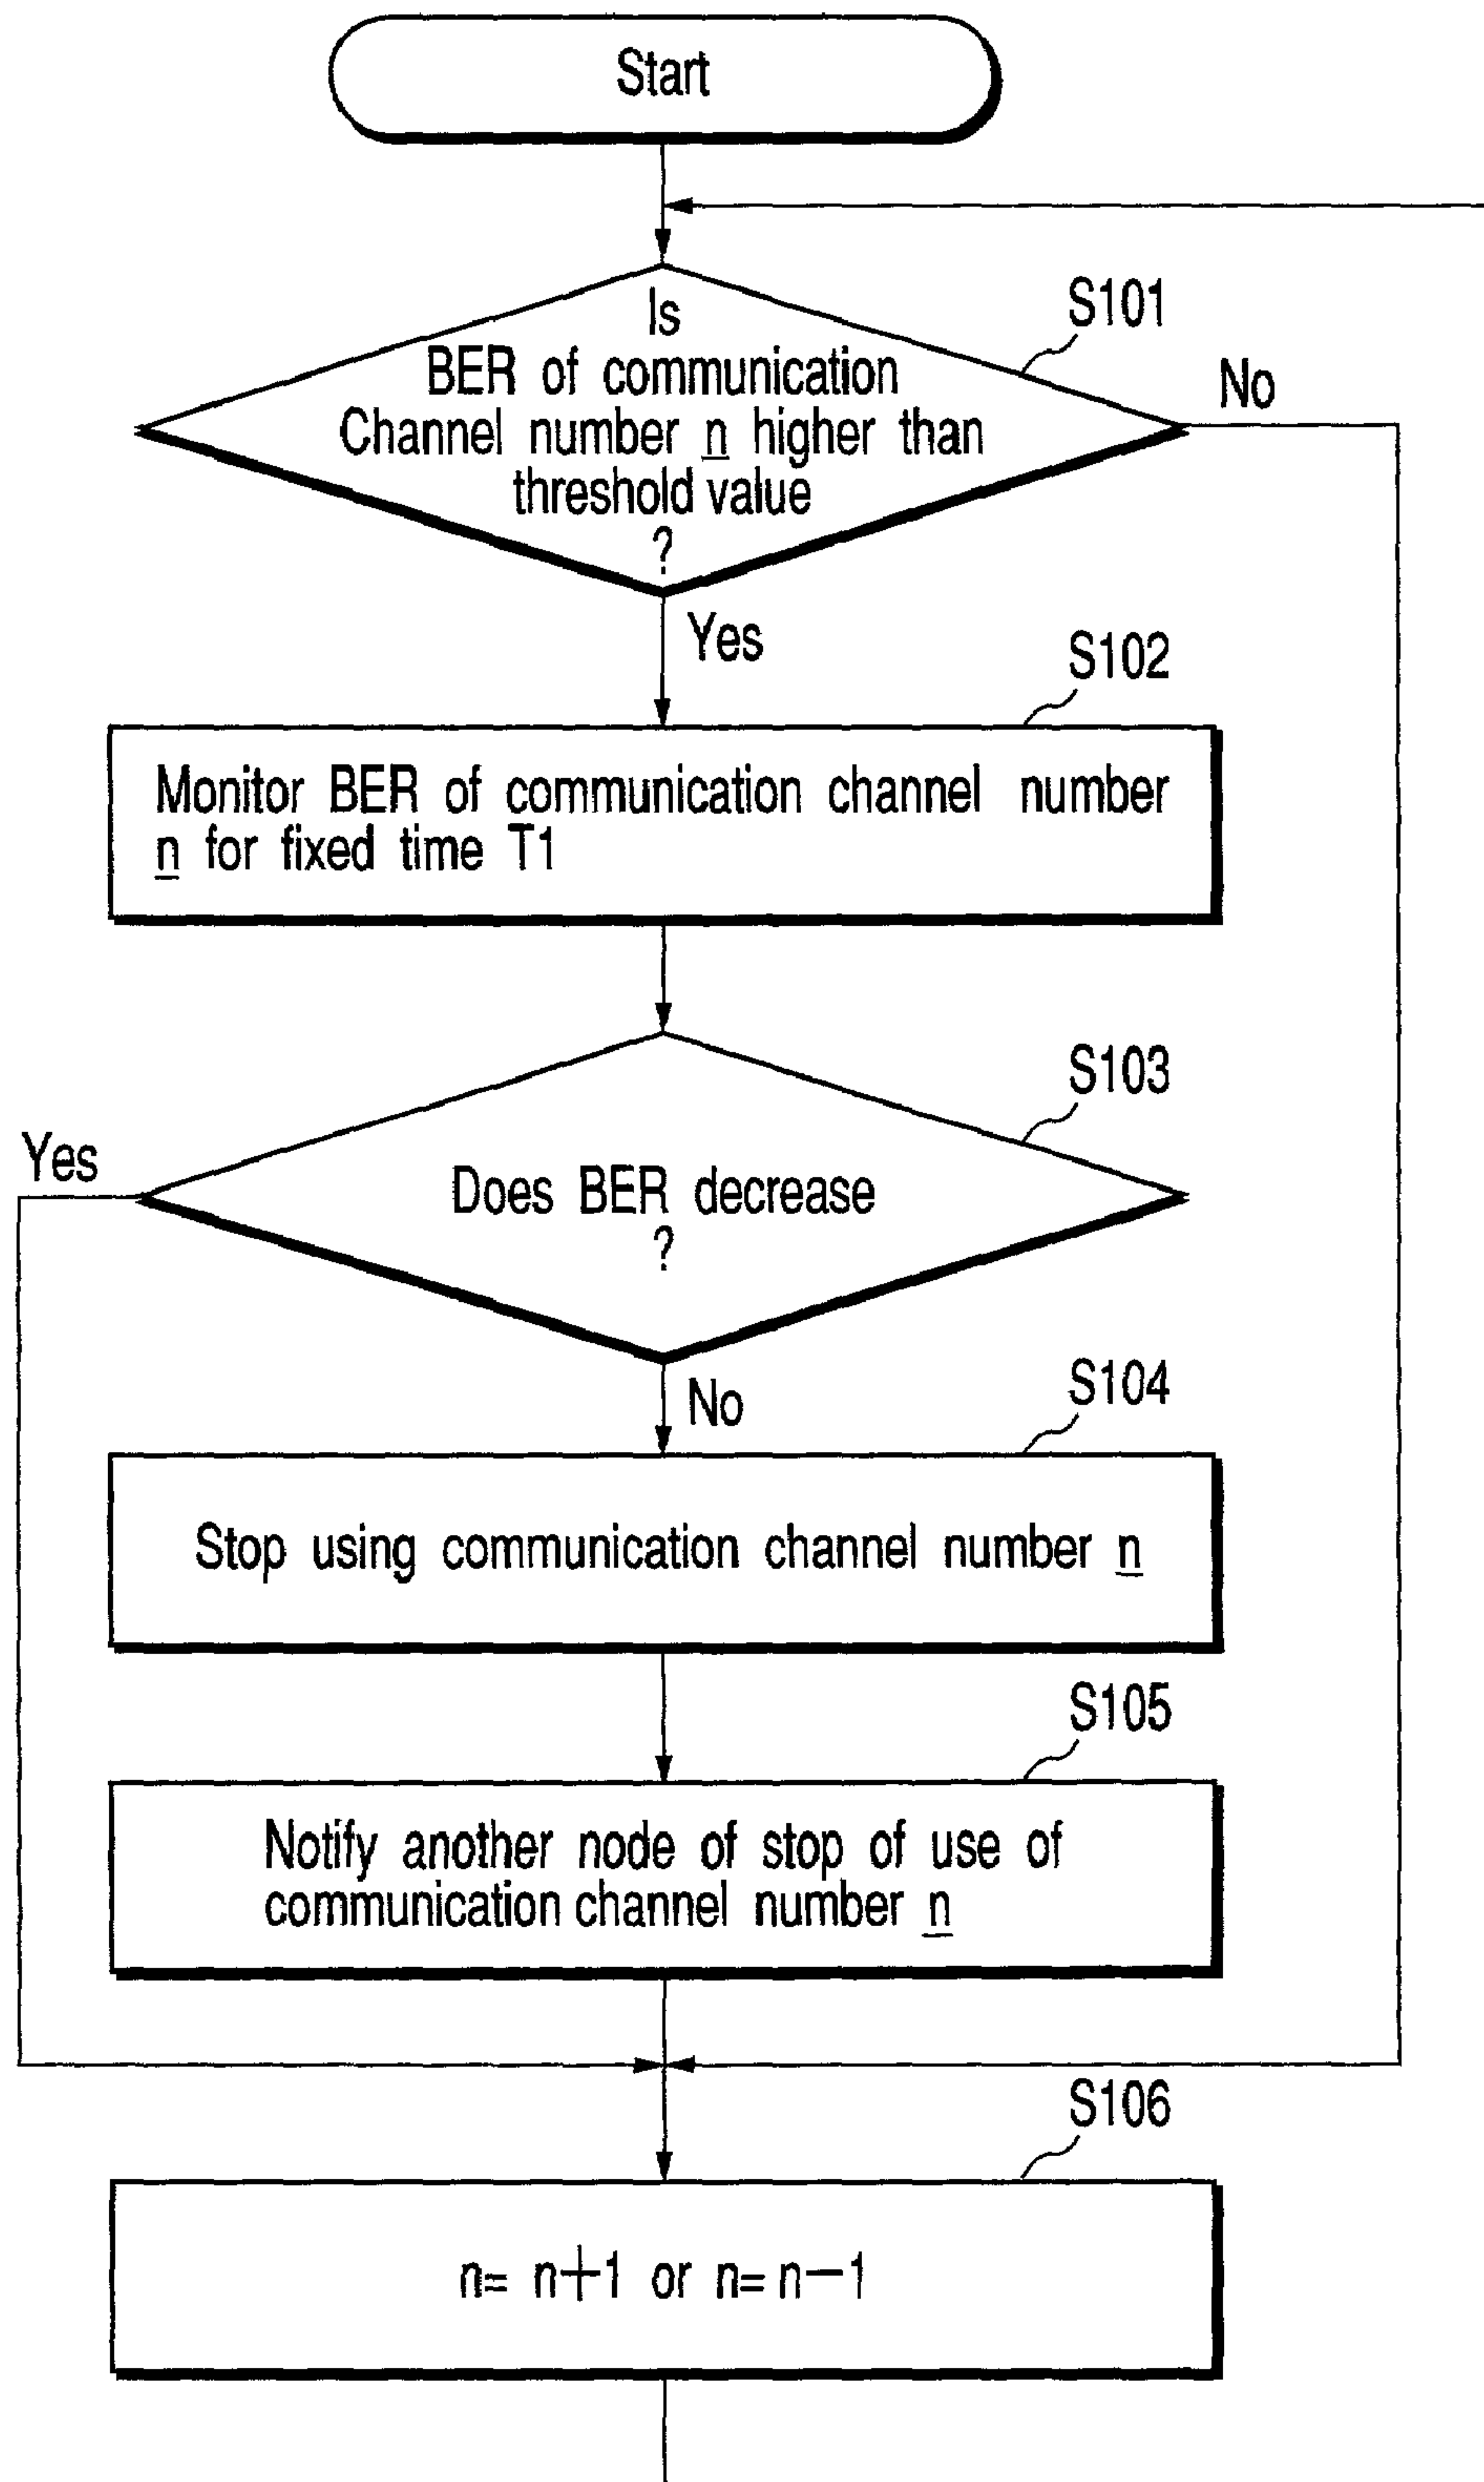 Start
S101
Is
BER of communication
Channel number n higher than
threshold value
?
No
Yes
S102
Monitor BER of communication channel number
n for fixed time T1
S103
Yes
Does BER decrease
?
No
S104
Stop using communication channel number n
S105
Notify another node of stop of use of
communication channel number n
S106
n= n+1 or n= n−1